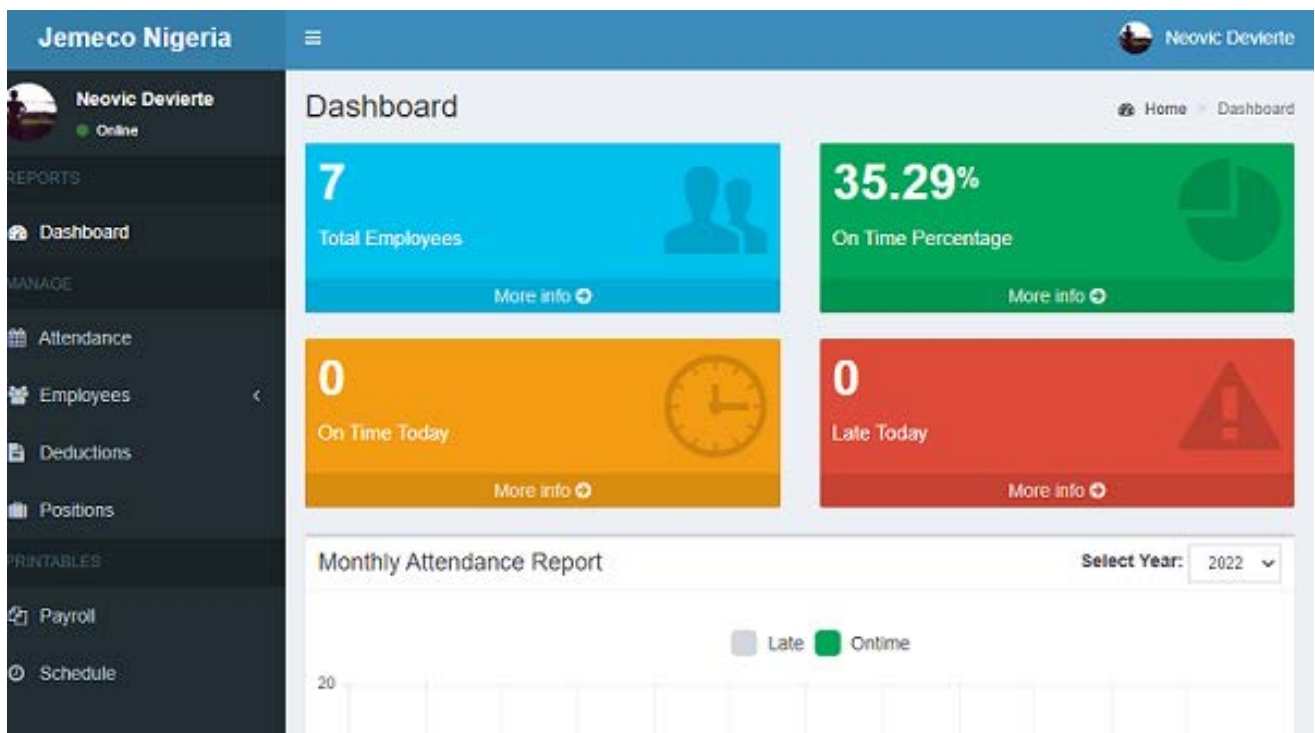 Jemeco Nigeria
Neovic Devierte
Neovic Devierte
Online
REPORTS
Dashboard
MANAGE
Attendance
Employees
Deductions
Positions
PRINTABLES
Payroll
Schedule
Dashboard
Home > Dashboard
7
Total Employees
More info
35.29%
On Time Percentage
More info
0
On Time Today
More info
0
Late Today
More info
Monthly Attendance Report
Select Year: 2022
Late Ontime
20